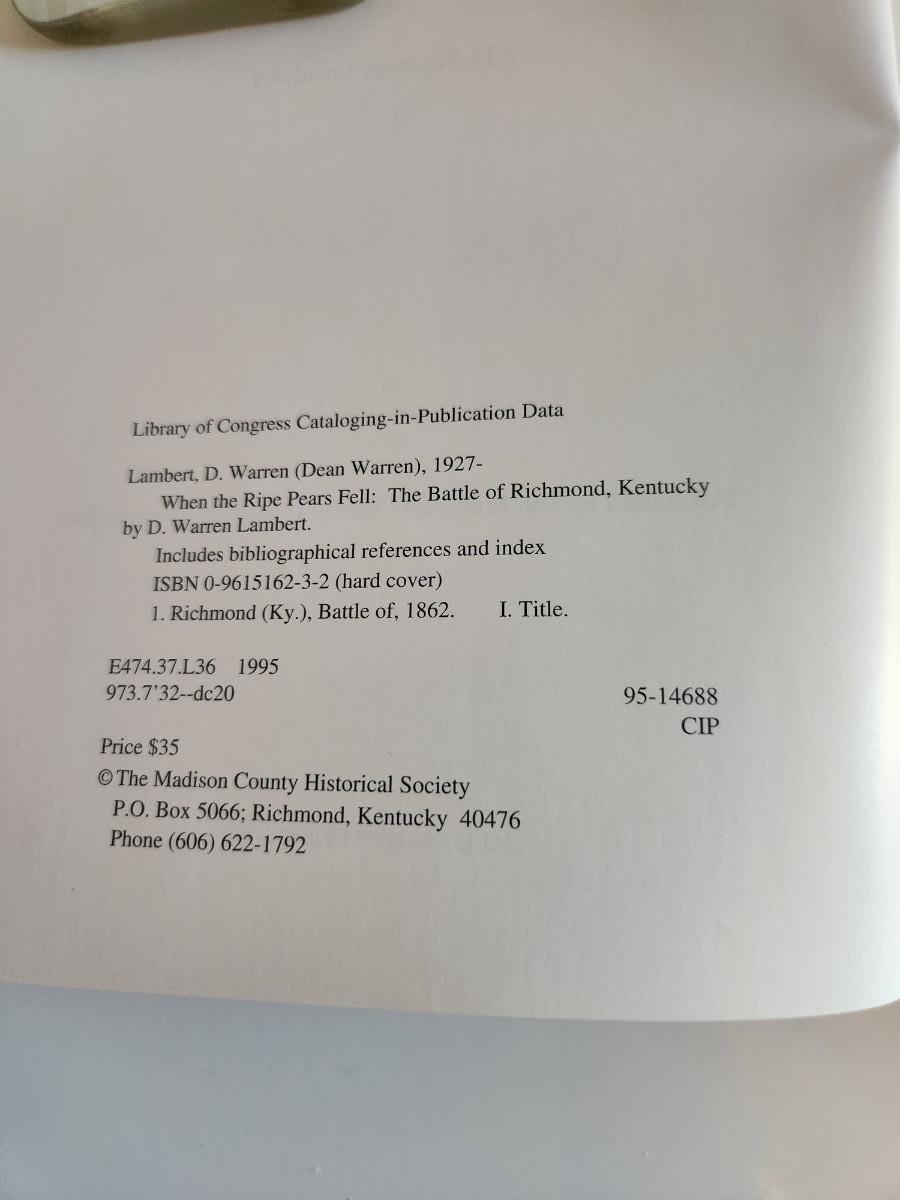 Library of Congress Cataloging-in-Publication Data
Lambert, D. Warren (Dean Warren), 1927-
When the Ripe Pears Fell: The Battle of Richmond, Kentucky
by D. Warren Lambert.
Includes bibliographical references and index
ISBN 0-9615162-3-2 (hard cover)
1. Richmond (Ky.), Battle of, 1862. I. Title.
E474.37.L36 1995
973.7'32--dc20
95-14688
CIP
Price $35
© The Madison County Historical Society
P.O. Box 5066; Richmond, Kentucky 40476
Phone (606) 622-1792